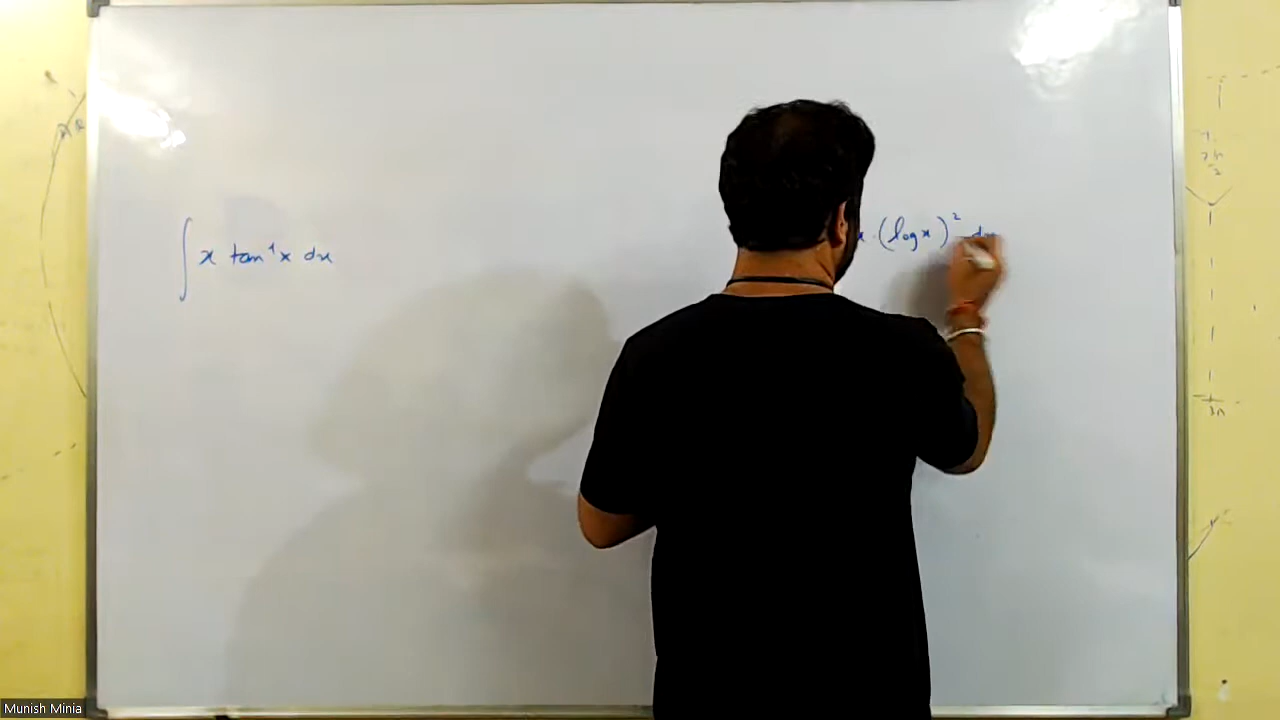 ∫ x tan⁻¹x dx
x · (log x)² dx
Munish Minia